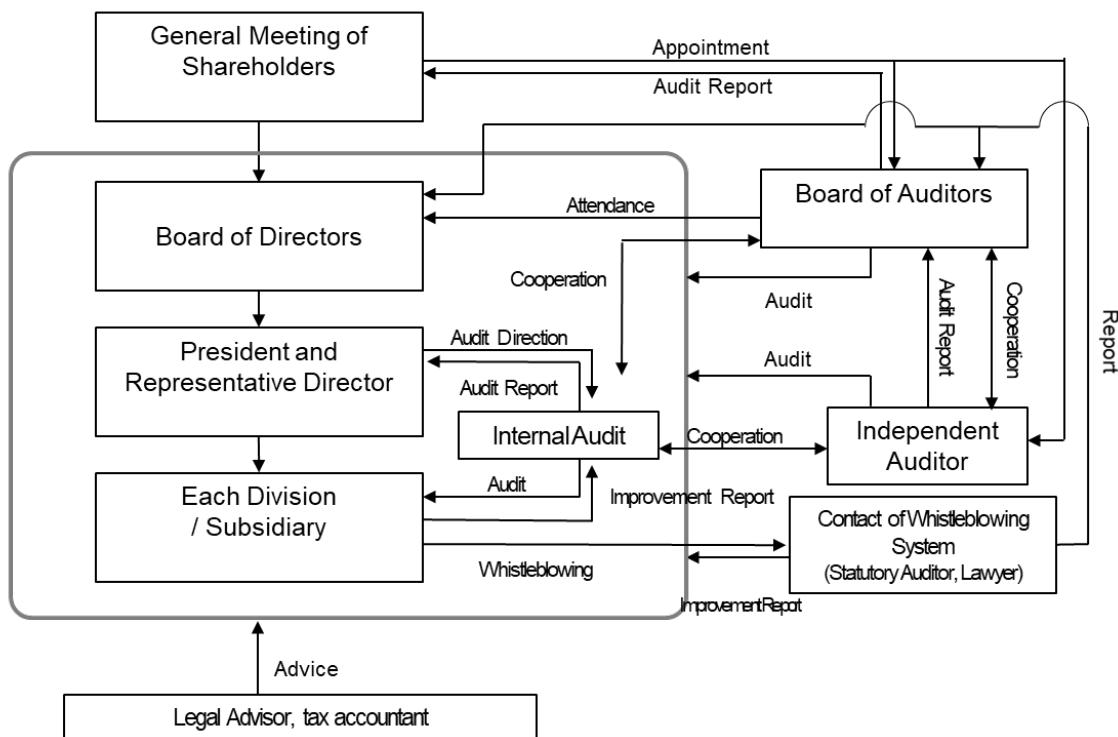 General Meeting of
Shareholders
Appointment
Audit Report
Board of Directors
Attendance
Board of Auditors
Cooperation
Audit
Audit Report
Cooperation
Report
President and
Representative Director
Audit Direction
Audit Report
Audit
Internal Audit
Cooperation
Independent
Auditor
Each Division
/ Subsidiary
Audit
Improvement Report
Whistleblowing
Contact of Whistleblowing
System
(Statutory Auditor, Lawyer)
Improvement Report
Advice
Legal Advisor, tax accountant